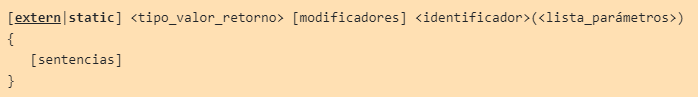 [extern|static] <tipo_valor_retorno> [modificadores] <identificador>(<lista_parámetros>)
{
[sentencias]
}